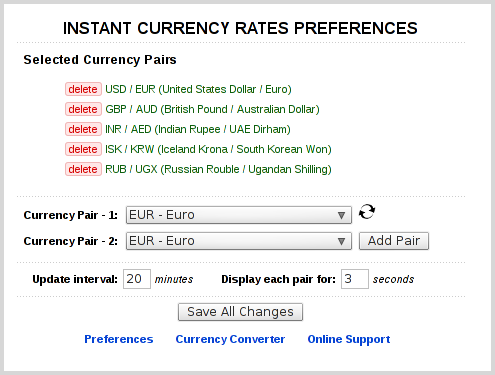 INSTANT CURRENCY RATES PREFERENCES
Selected Currency Pairs
delete USD / EUR (United States Dollar / Euro)
delete GBP / AUD (British Pound / Australian Dollar)
delete INR / AED (Indian Rupee / UAE Dirham)
delete ISK / KRW (Iceland Krona / South Korean Won)
delete RUB / UGX (Russian Rouble / Ugandan Shilling)
Currency Pair - 1: EUR - Euro
Currency Pair - 2: EUR - Euro Add Pair
Update interval: 20 minutes Display each pair for: 3 seconds
Save All Changes
Preferences Currency Converter Online Support